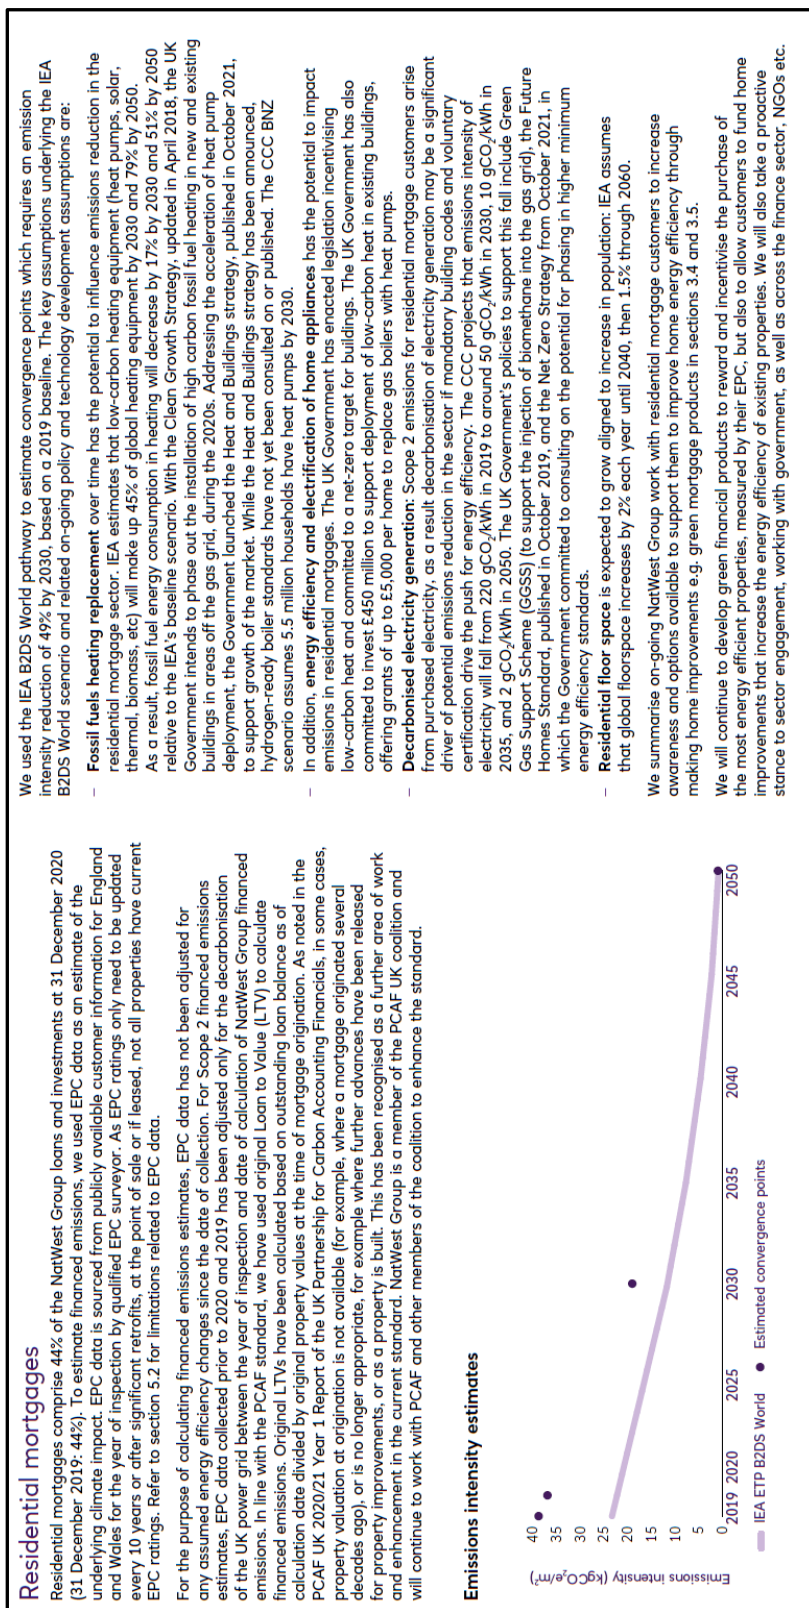 Residential mortgages
Residential mortgages comprise 44% of the NatWest Group loans and investments at 31 December 2020
(31 December 2019: 44%). To estimate financed emissions, we used EPC data as an estimate of the
underlying climate impact. EPC data is sourced from publicly available customer information for England
and Wales for the year of inspection by qualified EPC surveyor. As EPC ratings only need to be updated
every 10 years or after significant retrofits, at the point of sale or if leased, not all properties have current
EPC ratings. Refer to section 5.2 for limitations related to EPC data.
For the purpose of calculating financed emissions estimates, EPC data has not been adjusted for
any assumed energy efficiency changes since the date of collection. For Scope 2 financed emissions
estimates, EPC data collected prior to 2020 and 2019 has been adjusted only for the decarbonisation
of the UK power grid between the year of inspection and date of calculation of NatWest Group financed
emissions. In line with the PCAF standard, we have used original Loan to Value (LTV) to calculate
financed emissions. Original LTVs have been calculated based on outstanding loan balance as of
calculation date divided by original property values at the time of mortgage origination. As noted in the
PCAF UK 2020/21 Year 1 Report of the UK Partnership for Carbon Accounting Financials, in some cases,
property valuation at origination is not available (for example, where a mortgage originated several
decades ago), or is no longer appropriate, for example where further advances have been released
for property improvements, or as a property is built. This has been recognised as a further area of work
and enhancement in the current standard. NatWest Group is a member of the PCAF UK coalition and
will continue to work with PCAF and other members of the coalition to enhance the standard.
Emissions intensity estimates
Emissions intensity (kgCO₂e/m²)
40
35
30
25
20
15
10
5
0
2019 2020 2025 2030 2035 2040 2045 2050
IEA ETP B2DS World Estimated convergence points
We used the IEA B2DS World pathway to estimate convergence points which requires an emission
intensity reduction of 49% by 2030, based on a 2019 baseline. The key assumptions underlying the IEA
B2DS World scenario and related on-going policy and technology development assumptions are:
– Fossil fuels heating replacement over time has the potential to influence emissions reduction in the
residential mortgage sector. IEA estimates that low-carbon heating equipment (heat pumps, solar,
thermal, biomass, etc) will make up 45% of global heating equipment by 2030 and 79% by 2050.
As a result, fossil fuel energy consumption in heating will decrease by 17% by 2030 and 51% by 2050
relative to the IEA's baseline scenario. With the Clean Growth Strategy, updated in April 2018, the UK
Government intends to phase out the installation of high carbon fossil fuel heating in new and existing
buildings in areas off the gas grid, during the 2020s. Addressing the acceleration of heat pump
deployment, the Government launched the Heat and Buildings strategy, published in October 2021,
to support growth of the market. While the Heat and Buildings strategy has been announced,
hydrogen-ready boiler standards have not yet been consulted on or published. The CCC BNZ
scenario assumes 5.5 million households have heat pumps by 2030.
– In addition, energy efficiency and electrification of home appliances has the potential to impact
emissions in residential mortgages. The UK Government has enacted legislation incentivising
low-carbon heat and committed to a net-zero target for buildings. The UK Government has also
committed to invest £450 million to support deployment of low-carbon heat in existing buildings,
offering grants of up to £5,000 per home to replace gas boilers with heat pumps.
– Decarbonised electricity generation: Scope 2 emissions for residential mortgage customers arise
from purchased electricity, as a result decarbonisation of electricity generation may be a significant
driver of potential emissions reduction in the sector if mandatory building codes and voluntary
certification drive the push for energy efficiency. The CCC projects that emissions intensity of
electricity will fall from 220 gCO₂/kWh in 2019 to around 50 gCO₂/kWh in 2030, 10 gCO₂/kWh in
2035, and 2 gCO₂/kWh in 2050. The UK Government's policies to support this fall include Green
Gas Support Scheme (GGSS) (to support the injection of biomethane into the gas grid), the Future
Homes Standard, published in October 2019, and the Net Zero Strategy from October 2021, in
which the Government committed to consulting on the potential for phasing in higher minimum
energy efficiency standards.
– Residential floor space is expected to grow aligned to increase in population: IEA assumes
that global floorspace increases by 2% each year until 2040, then 1.5% through 2060.
We summarise on-going NatWest Group work with residential mortgage customers to increase
awareness and options available to support them to improve home energy efficiency through
making home improvements e.g. green mortgage products in sections 3.4 and 3.5.
We will continue to develop green financial products to reward and incentivise the purchase of
the most energy efficient properties, measured by their EPC, but also to allow customers to fund home
improvements that increase the energy efficiency of existing properties. We will also take a proactive
stance to sector engagement, working with government, as well as across the finance sector, NGOs etc.